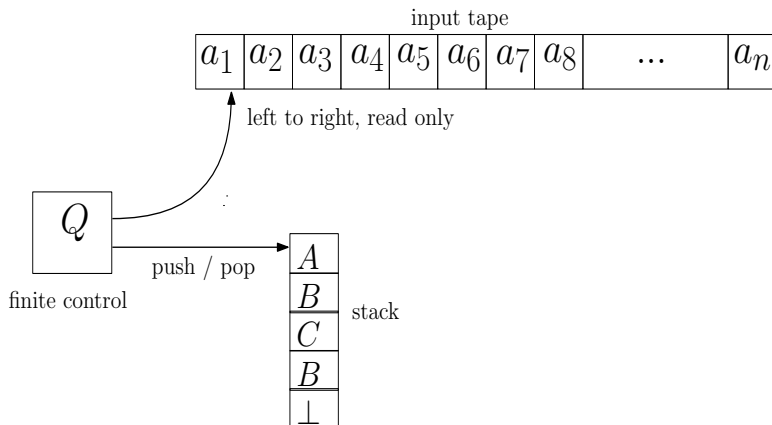 input tape
a₁ a₂ a₃ a₄ a₅ a₆ a₇ a₈ ... aₙ
left to right, read only
Q
push / pop
finite control
A
B
C
B
⊥
stack